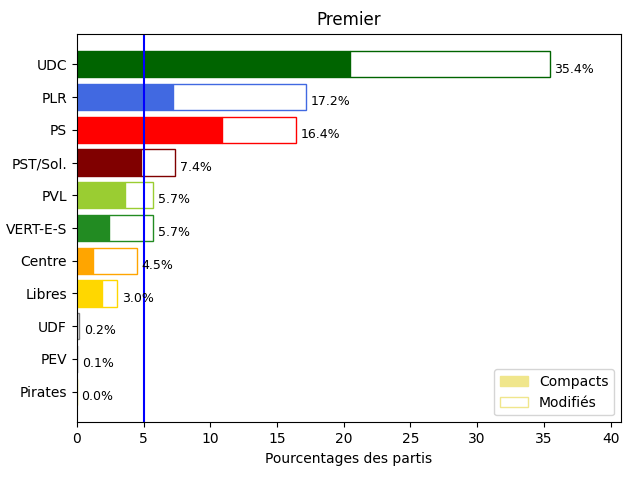 Premier
UDC 35.4%
PLR 17.2%
PS 16.4%
PST/Sol. 7.4%
PVL 5.7%
VERT-E-S 5.7%
Centre 4.5%
Libres 3.0%
UDF 0.2%
PEV 0.1%
Pirates 0.0%
Compacts
Modifiés
0 5 10 15 20 25 30 35 40
Pourcentages des partis